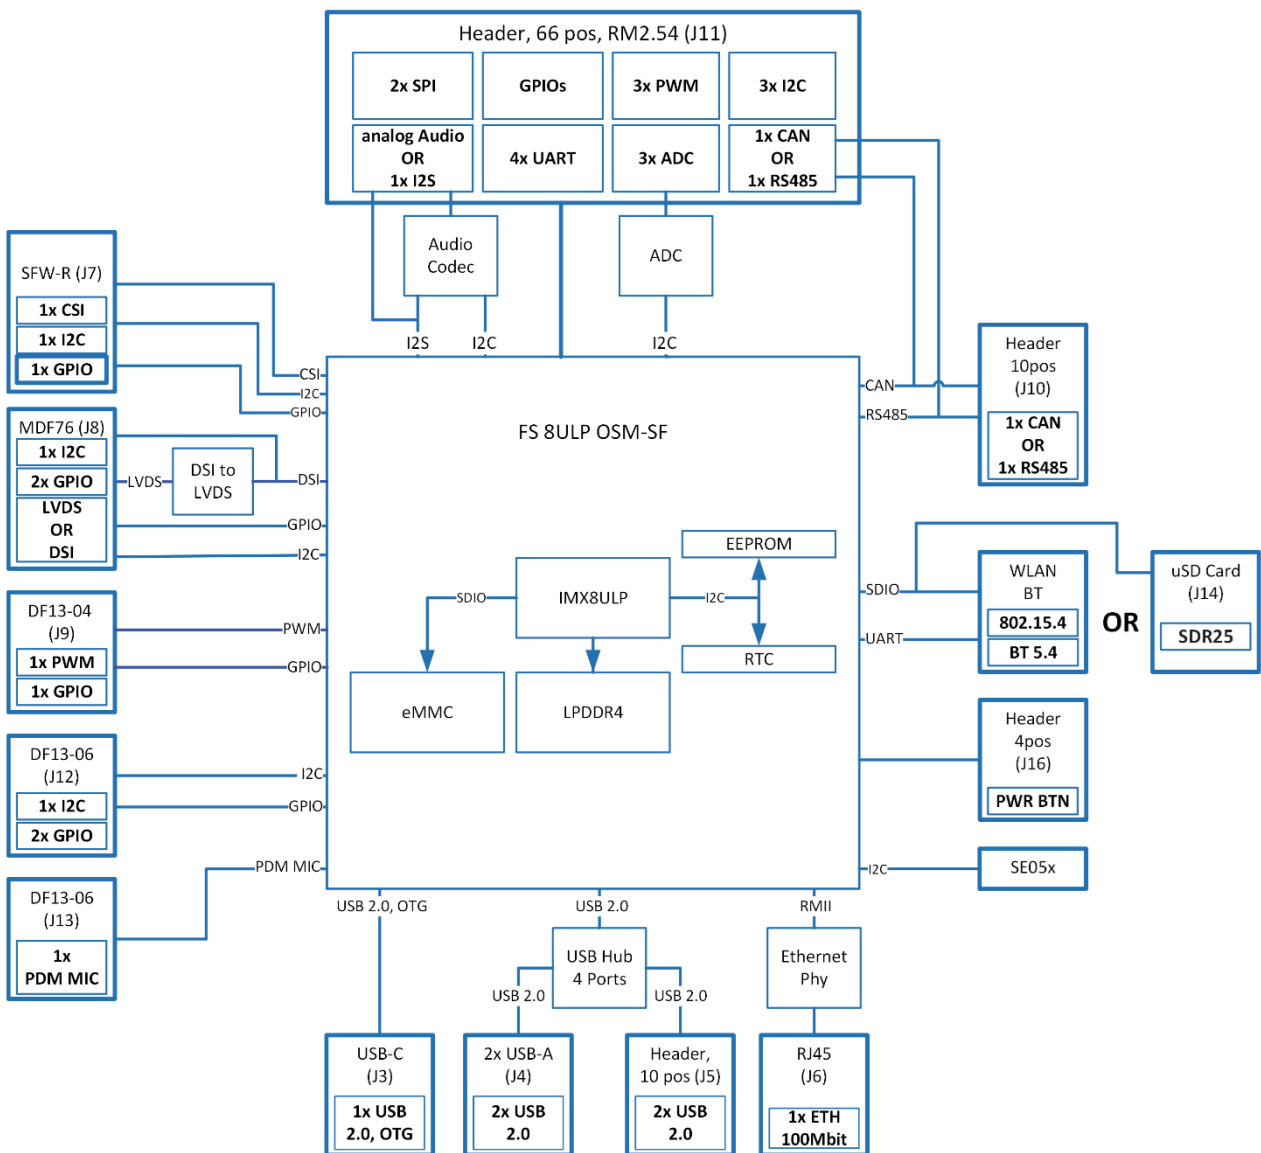 Header, 66 pos, RM2.54 (J11)
2x SPI
GPIOs
3x PWM
3x I2C
analog Audio
OR
1x I2S
4x UART
3x ADC
1x CAN
OR
1x RS485
Audio
Codec
ADC
I2S
I2C
I2C
SFW-R (J7)
1x CSI
1x I2C
1x GPIO
CSI
I2C
GPIO
MDF76 (J8)
1x I2C
2x GPIO
LVDS
OR
DSI
LVDS
DSI to
LVDS
DSI
GPIO
I2C
DF13-04
(J9)
1x PWM
1x GPIO
PWM
GPIO
DF13-06
(J12)
1x I2C
2x GPIO
I2C
GPIO
DF13-06
(J13)
1x
PDM MIC
PDM MIC
FS 8ULP OSM-SF
EEPROM
IMX8ULP
SDIO
I2C
RTC
eMMC
LPDDR4
CAN
RS485
Header
10pos
(J10)
1x CAN
OR
1x RS485
SDIO
UART
WLAN
BT
802.15.4
BT 5.4
OR
uSD Card
(J14)
SDR25
Header
4pos
(J16)
PWR BTN
I2C
SE05x
USB 2.0, OTG
USB 2.0
RMII
USB Hub
4 Ports
Ethernet
Phy
USB 2.0
USB 2.0
USB-C
(J3)
1x USB
2.0, OTG
2x USB-A
(J4)
2x USB
2.0
Header,
10 pos (J5)
2x USB
2.0
RJ45
(J6)
1x ETH
100Mbit